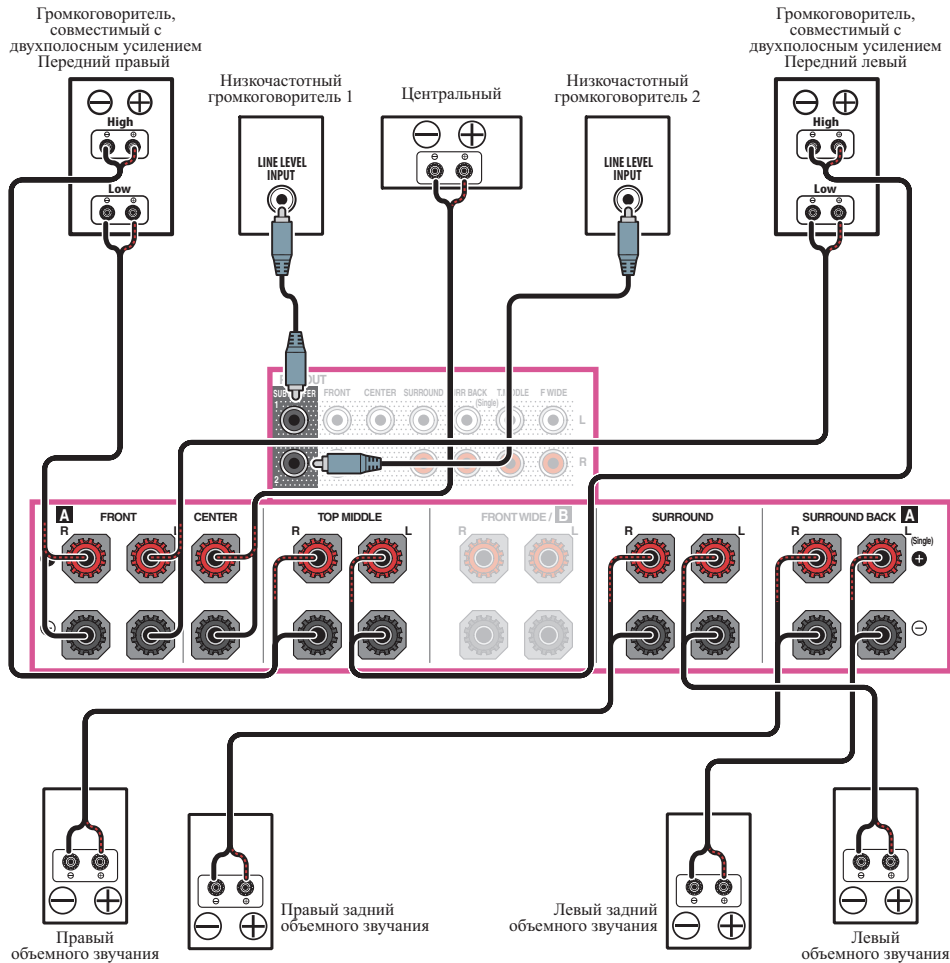 Громкоговоритель,
совместимый с
двухполосным усилением
Передний правый
Низкочастотный
громкоговоритель 1
Центральный
Низкочастотный
громкоговоритель 2
Громкоговоритель,
совместимый с
двухполосным усилением
Передний левый
High
Low
LINE LEVEL
INPUT
LINE LEVEL
INPUT
High
Low
OUT
FRONT CENTER SURROUND BACK F WIDE
(Single)
1
L
2
R
A FRONT CENTER TOP MIDDLE FRONT WIDE / B SURROUND SURROUND BACK A
R L R L R L R L R L
(Single)
Правый
объемного звучания
Правый задний
объемного звучания
Левый задний
объемного звучания
Левый
объемного звучания